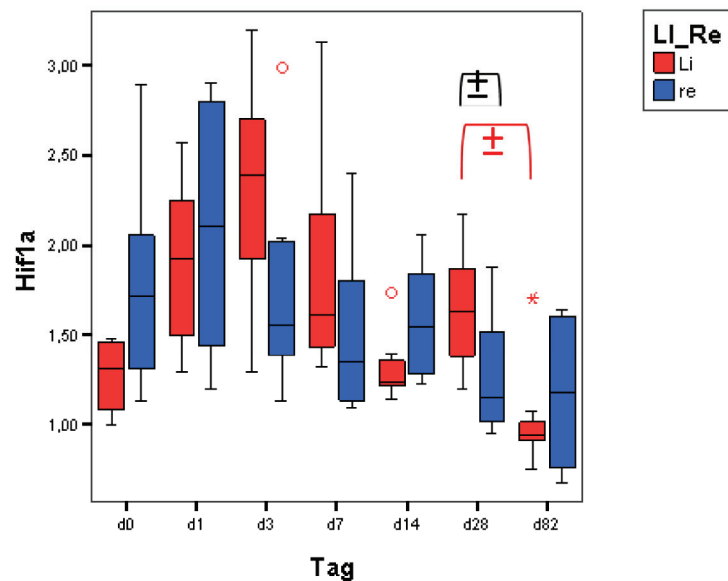 LI_Re
Li
re
Hif1a
3,00
2,50
2,00
1,50
1,00
±
±
d0
d1
d3
d7
d14
d28
d82
Tag